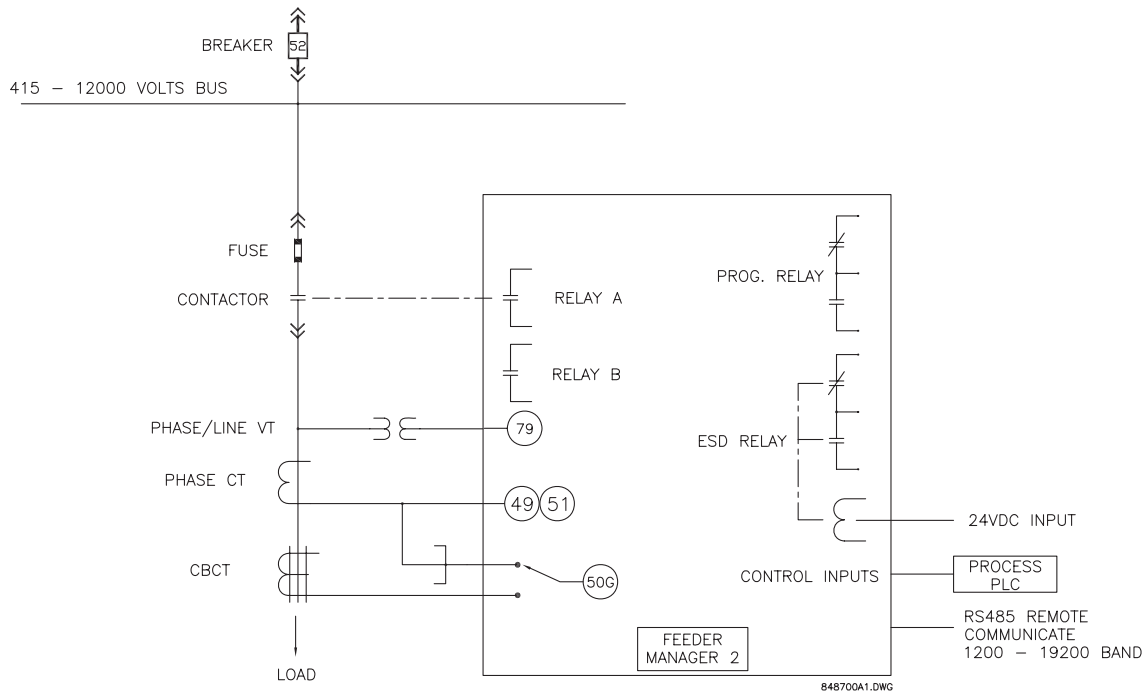 BREAKER
52
415 – 12000 VOLTS BUS
FUSE
CONTACTOR
RELAY A
PROG. RELAY
RELAY B
PHASE/LINE VT
79
ESD RELAY
PHASE CT
49
51
24VDC INPUT
CBCT
50G
CONTROL INPUTS
PROCESS
PLC
RS485 REMOTE
COMMUNICATE
1200 – 19200 BAND
FEEDER
MANAGER 2
LOAD
848700A1.DWG